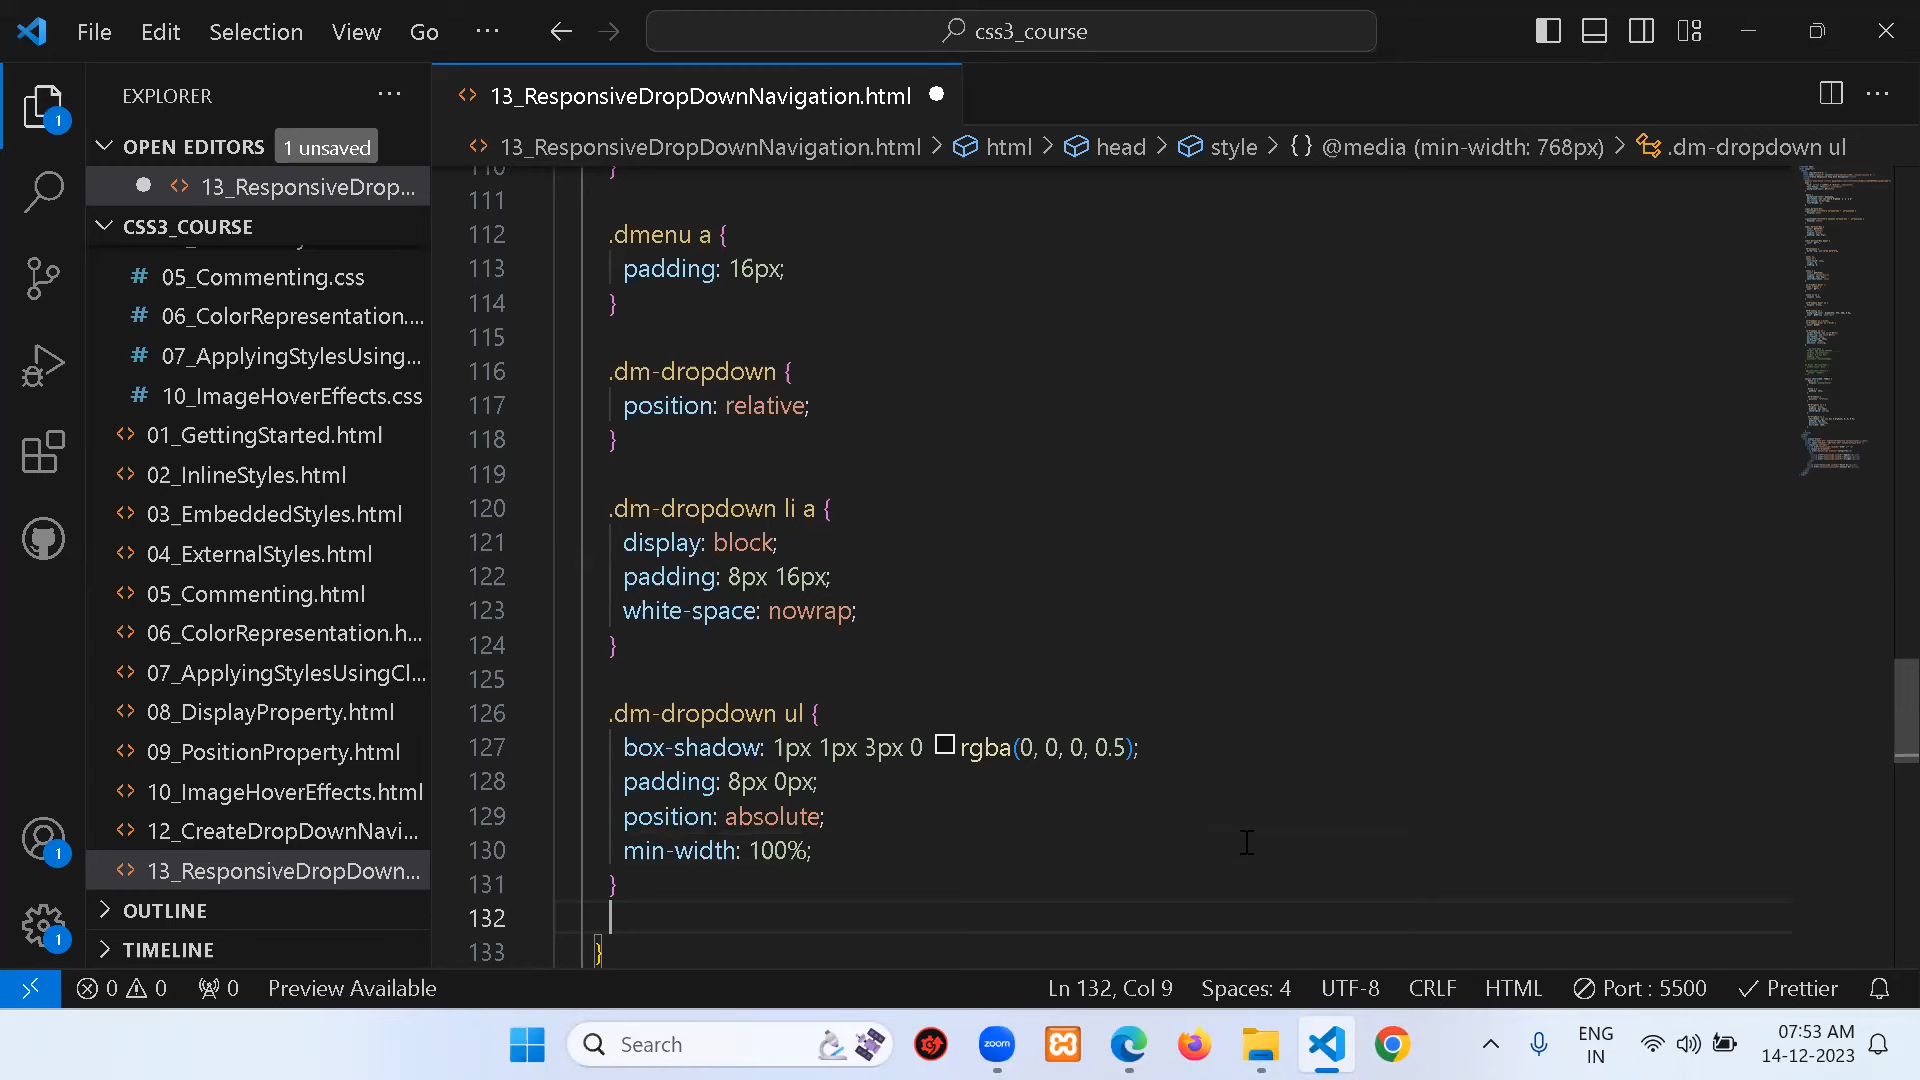 File Edit Selection View Go ··· css3_course
EXPLORER ···
OPEN EDITORS 1 unsaved
13_ResponsiveDrop...
CSS3_COURSE
05_Commenting.css
06_ColorRepresentation....
07_ApplyingStylesUsing...
10_ImageHoverEffects.css
01_GettingStarted.html
02_InlineStyles.html
03_EmbeddedStyles.html
04_ExternalStyles.html
05_Commenting.html
06_ColorRepresentation.h...
07_ApplyingStylesUsingCl...
08_DisplayProperty.html
09_PositionProperty.html
10_ImageHoverEffects.html
12_CreateDropDownNavi...
13_ResponsiveDropDown...
OUTLINE
TIMELINE
13_ResponsiveDropDownNavigation.html
13_ResponsiveDropDownNavigation.html > html > head > style > {} @media (min-width: 768px) > .dm-dropdown ul
110 }
111
112 .dmenu a {
113 padding: 16px;
114 }
115
116 .dm-dropdown {
117 position: relative;
118 }
119
120 .dm-dropdown li a {
121 display: block;
122 padding: 8px 16px;
123 white-space: nowrap;
124 }
125
126 .dm-dropdown ul {
127 box-shadow: 1px 1px 3px 0 rgba(0, 0, 0, 0.5);
128 padding: 8px 0px;
129 position: absolute;
130 min-width: 100%;
131 }
132
133 }
1
1
1
0 0 0 Preview Available Ln 132, Col 9 Spaces: 4 UTF-8 CRLF HTML Port : 5500 Prettier
Search zoom ENG IN 07:53 AM 14-12-2023